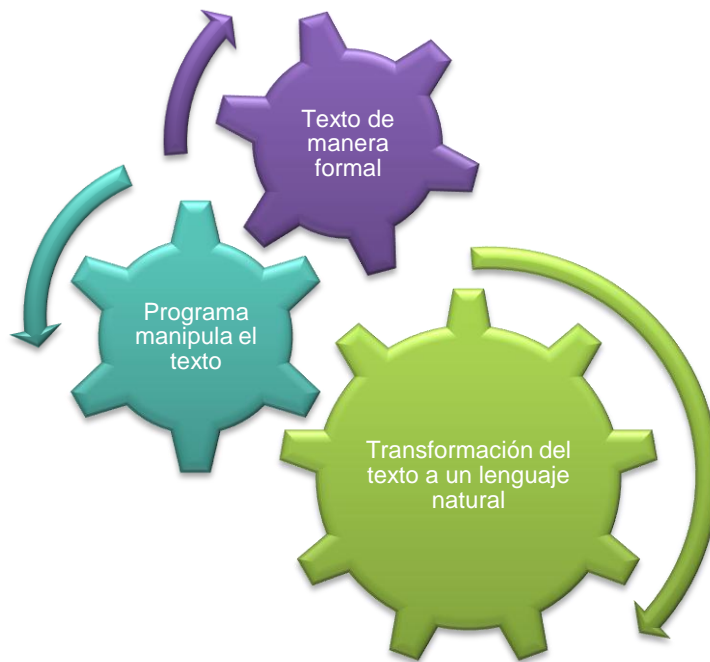 Texto de
manera
formal
Programa
manipula el
texto
Transformación del
texto a un lenguaje
natural